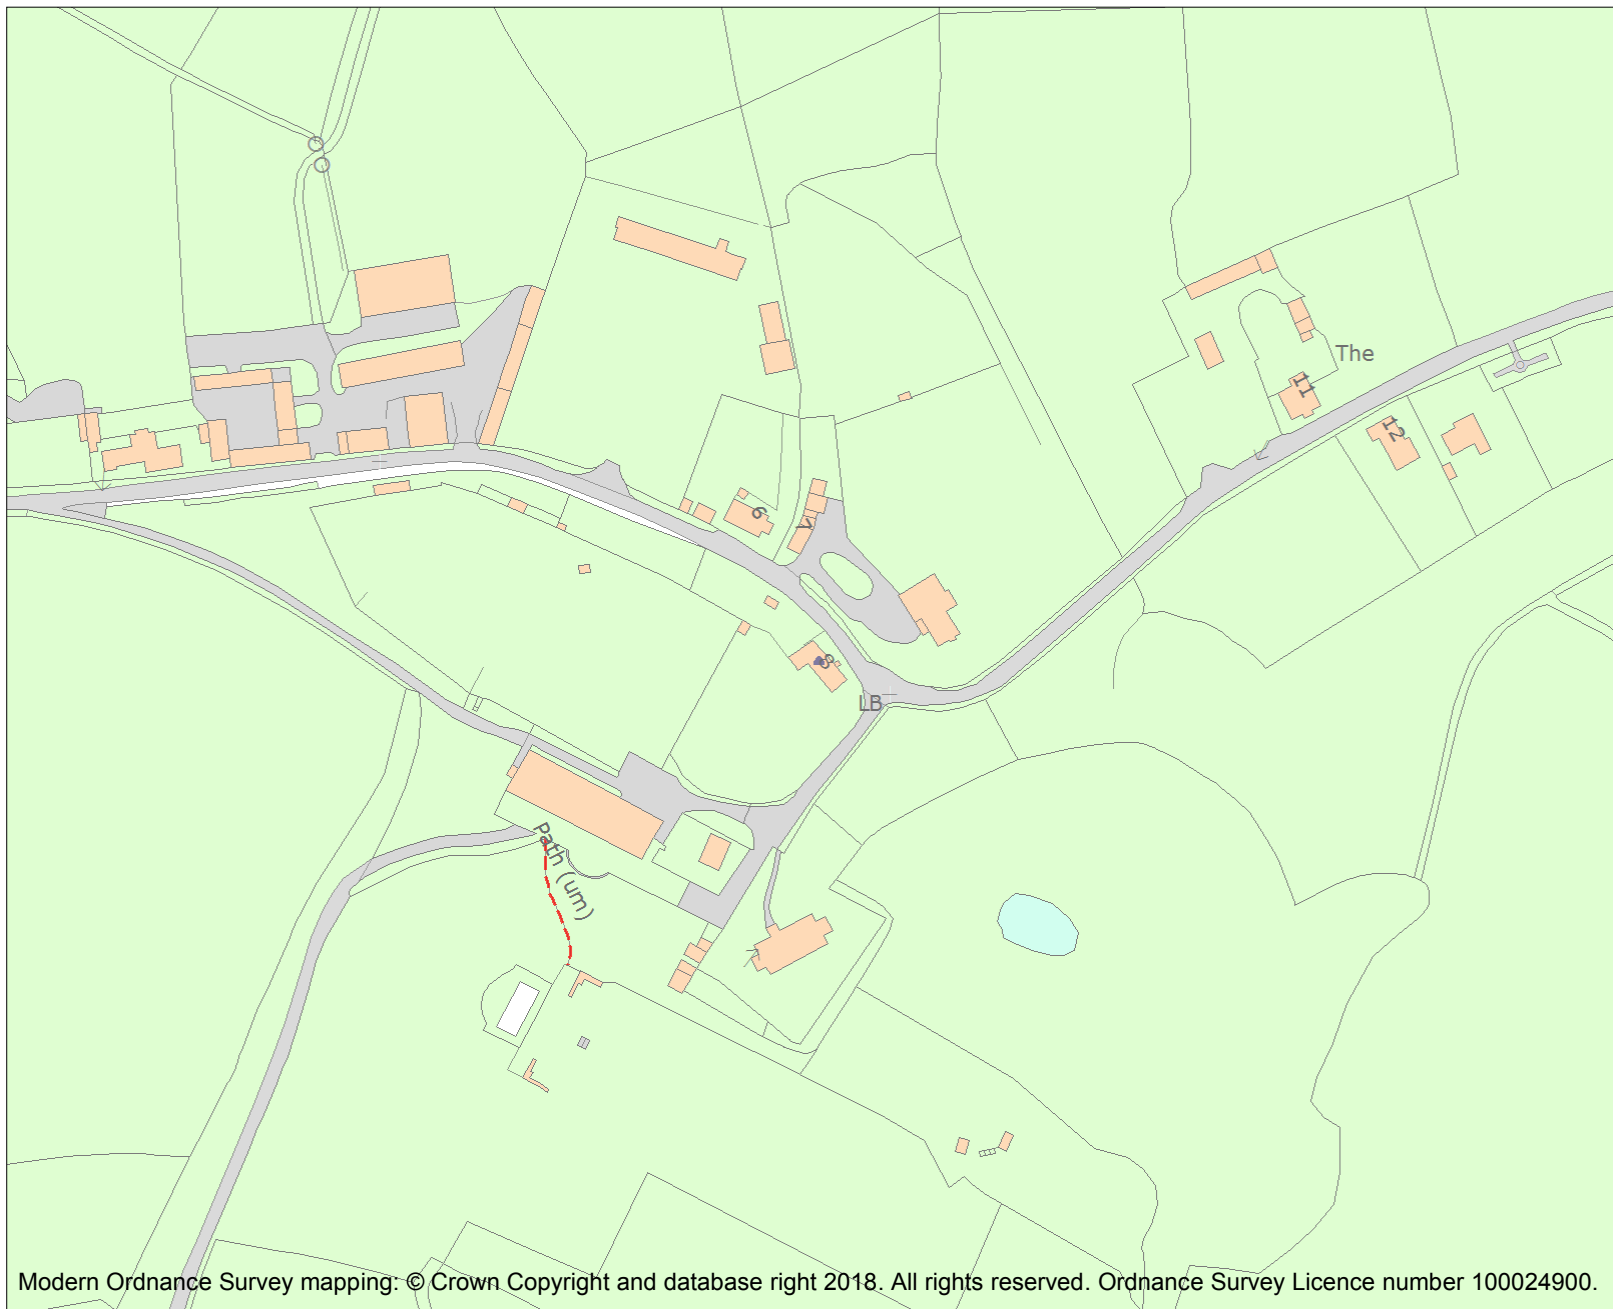 The
11
12
6
7
8
LB
Path (um)
Modern Ordnance Survey mapping: © Crown Copyright and database right 2018. All rights reserved. Ordnance Survey Licence number 100024900.